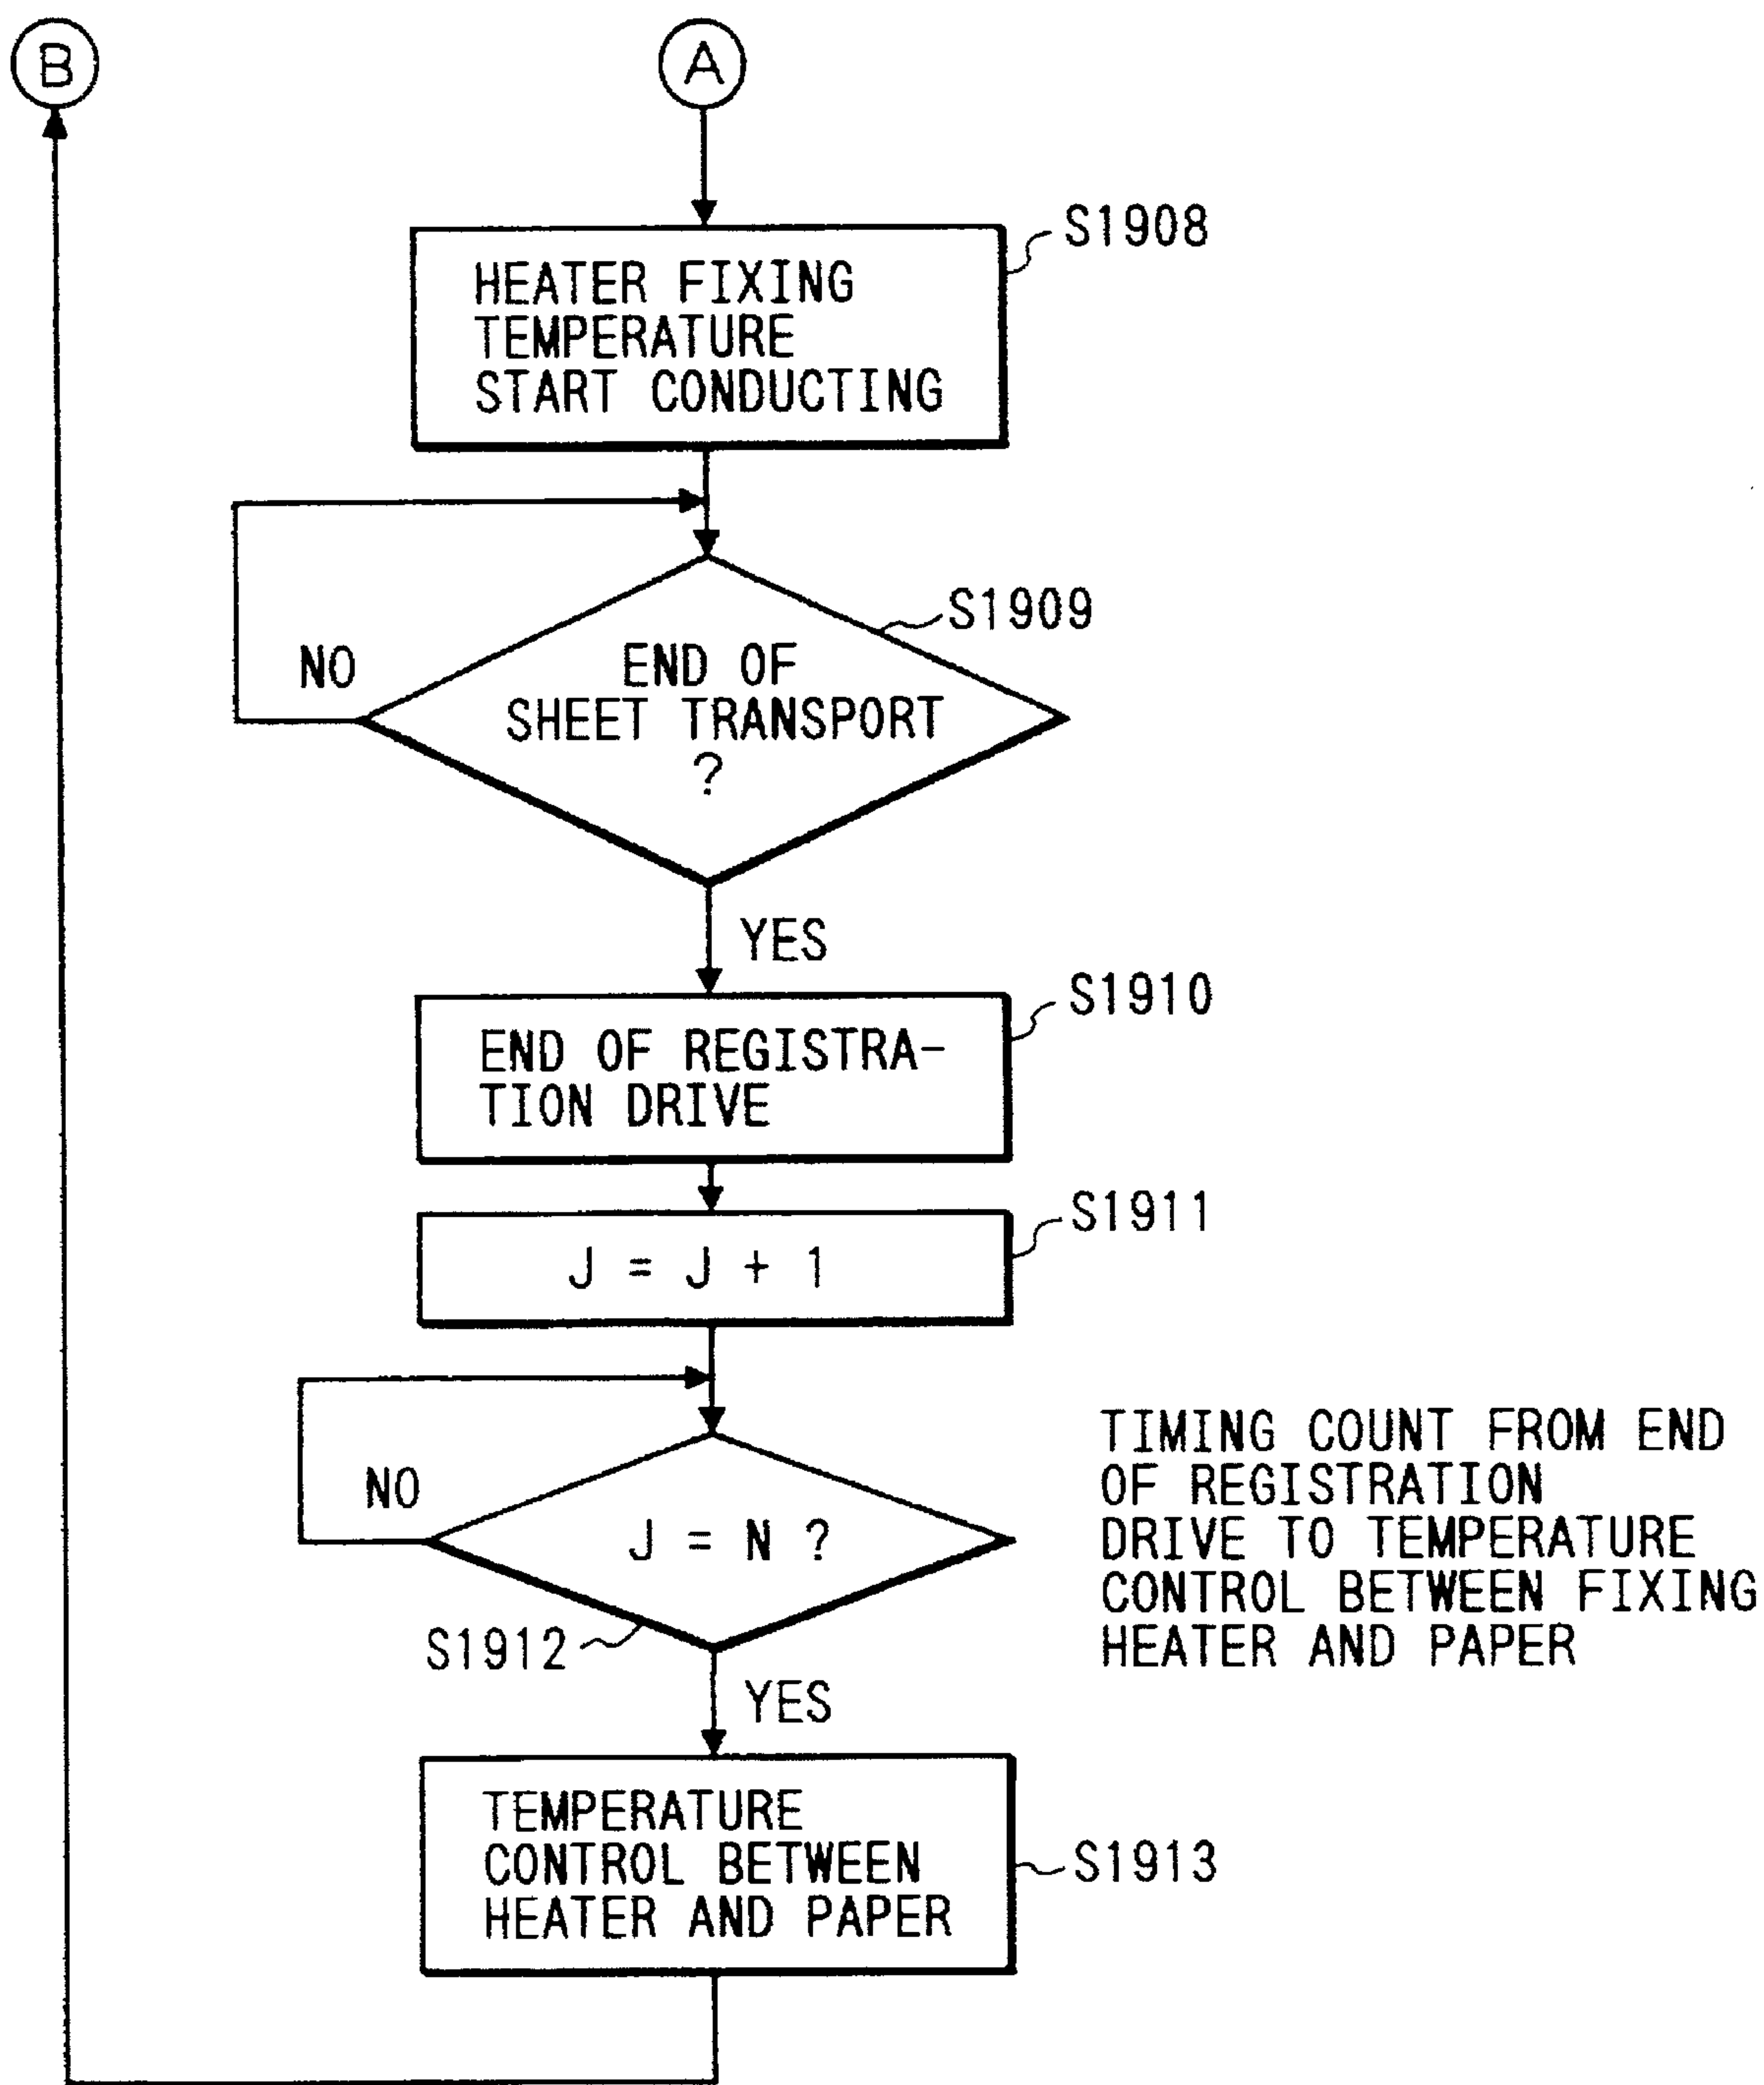 B
A
S1908
HEATER FIXING
TEMPERATURE
START CONDUCTING
S1909
NO
END OF
SHEET TRANSPORT
?
YES
S1910
END OF REGISTRA-
TION DRIVE
S1911
J = J + 1
NO
J = N ?
S1912
TIMING COUNT FROM END
OF REGISTRATION
DRIVE TO TEMPERATURE
CONTROL BETWEEN FIXING
HEATER AND PAPER
YES
TEMPERATURE
CONTROL BETWEEN
HEATER AND PAPER
S1913